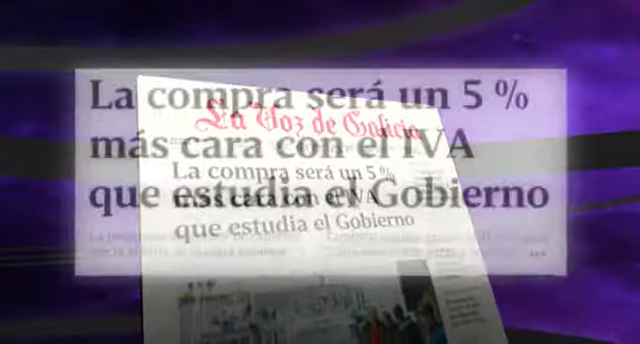 La compra será un 5 %
más cara con el IVA
que estudia el Gobierno
La Voz de Galicia
La compra será un 5 %
más cara con el IVA
que estudia el Gobierno